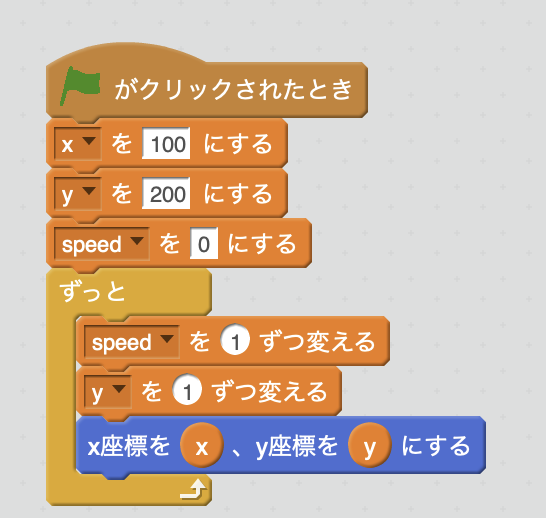 がクリックされたとき
x を 100 にする
y を 200 にする
speed を 0 にする
ずっと
speed を 1 ずつ変える
y を 1 ずつ変える
x座標を x 、y座標を y にする